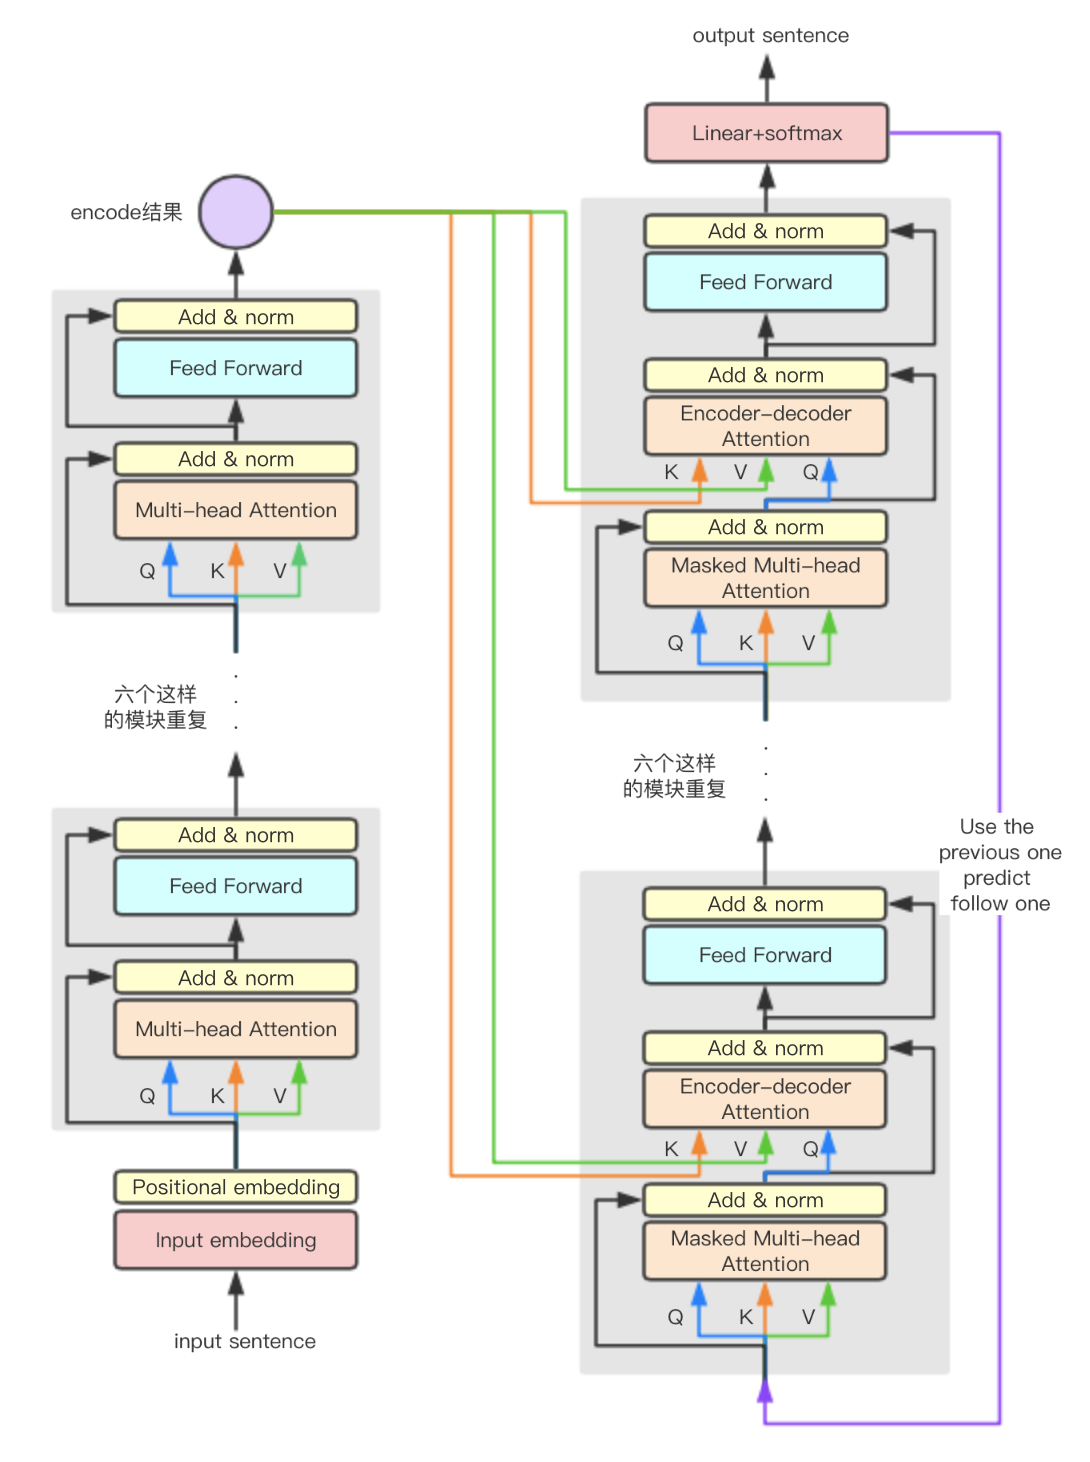 encode结果
Add & norm
Feed Forward
Add & norm
Multi-head Attention
Q K V
六个这样
的模块重复
Add & norm
Feed Forward
Add & norm
Multi-head Attention
Q K V
Positional embedding
Input embedding
input sentence
output sentence
Linear+softmax
Add & norm
Feed Forward
Add & norm
Encoder-decoder
Attention
K V Q
Add & norm
Masked Multi-head
Attention
Q K V
六个这样
的模块重复
Add & norm
Feed Forward
Add & norm
Encoder-decoder
Attention
K V Q
Add & norm
Masked Multi-head
Attention
Q K V
Use the
previous one
predict
follow one